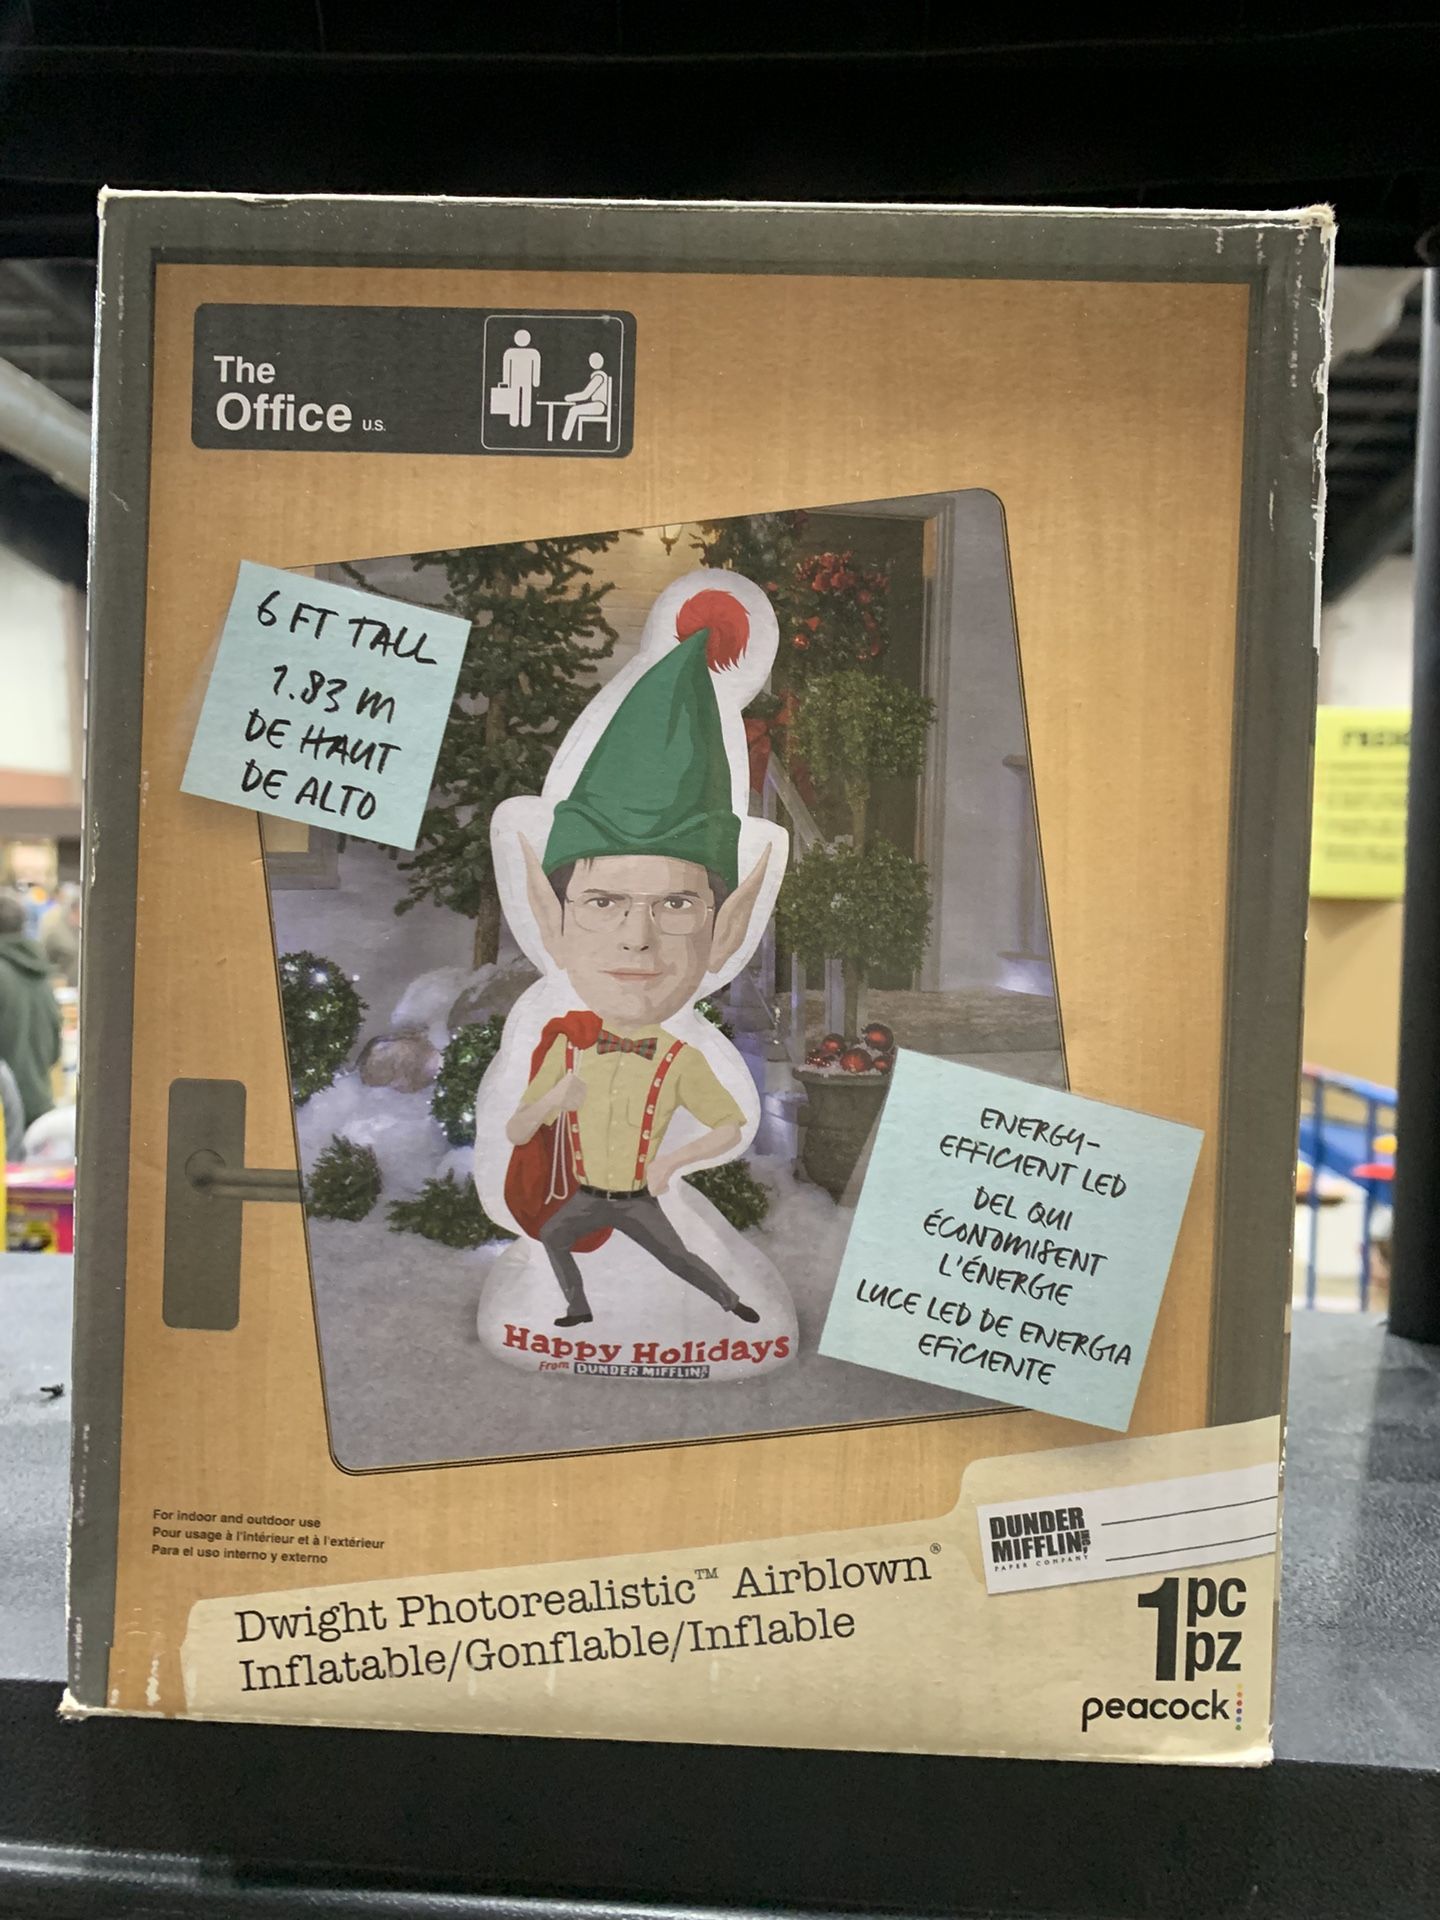 The
Office U.S.
6 FT TALL
1.83 m
DE HAUT
DE ALTO
ENERGY-
EFFICIENT LED
DEL QUI
ÉCONOMISENT
L'ÉNERGIE
LUCE LED DE ENERGIA
EFICIENTE
Happy Holidays
From DUNDER MIFFLIN
For indoor and outdoor use
Pour usage à l'intérieur et à l'extérieur
Para el uso interno y externo
DUNDER
MIFFLIN
PAPER COMPANY
Dwight Photorealistic™ Airblown®
Inflatable/Gonflable/Inflable
1 pc
pz
peacock